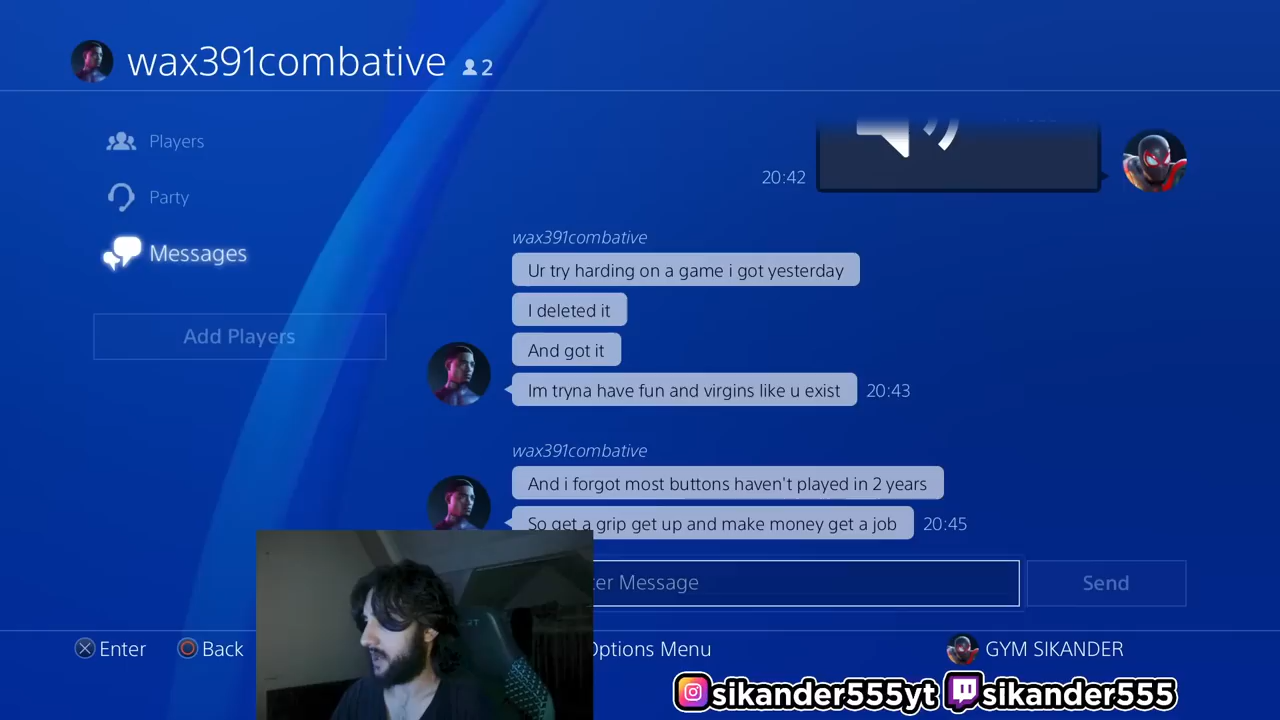 wax391combative 2
Players
Party
Messages
Add Players
20:42
wax391combative
Ur try harding on a game i got yesterday
I deleted it
And got it
Im tryna have fun and virgins like u exist 20:43
wax391combative
And i forgot most buttons haven't played in 2 years
So get a grip get up and make money get a job 20:45
er Message
Send
Enter Back ptions Menu GYM SIKANDER
sikander555yt sikander555